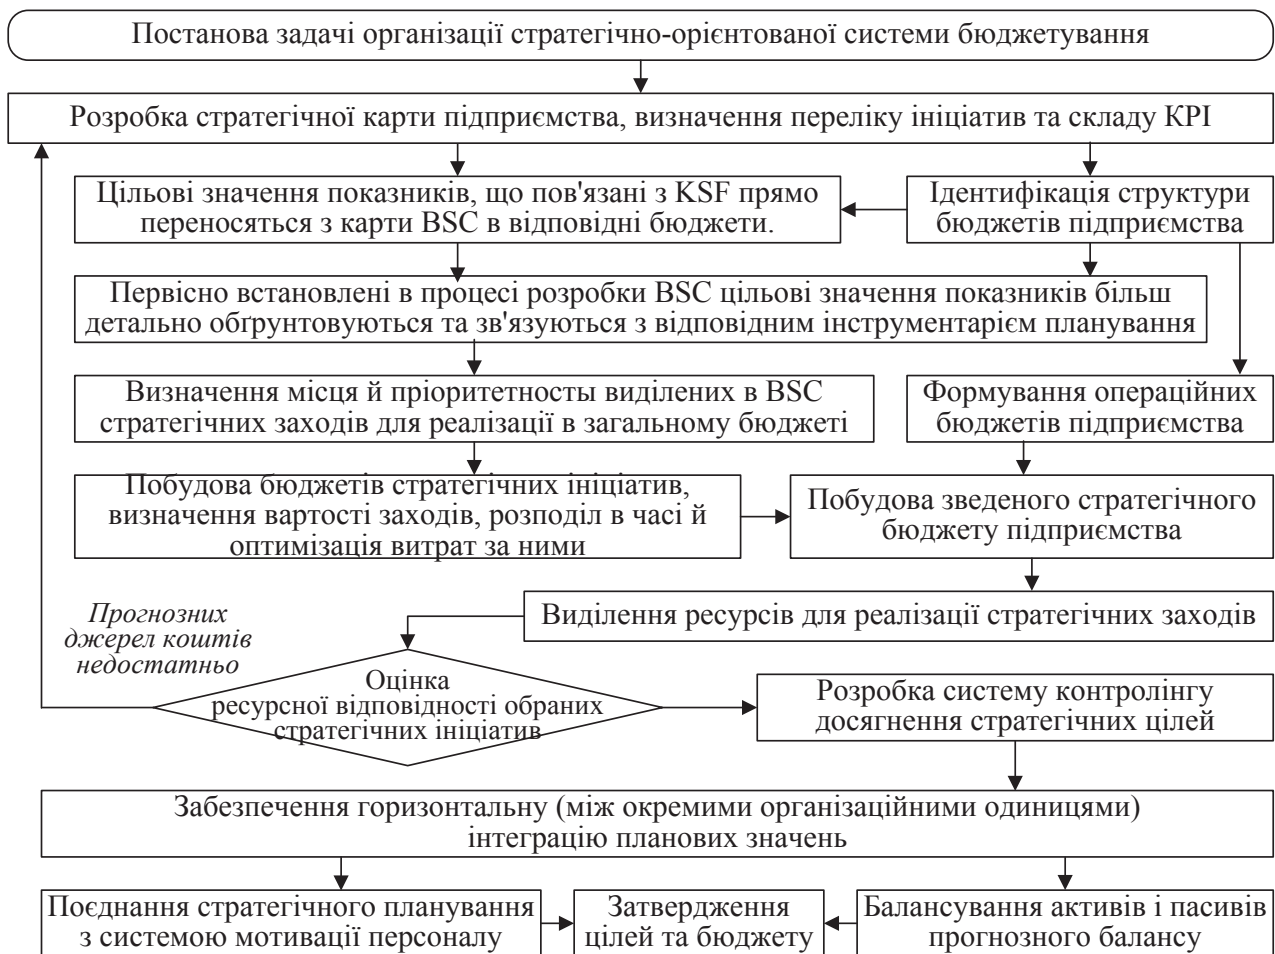 Постанова задачі організації стратегічно-орієнтованої системи бюджетування
Розробка стратегічної карти підприємства, визначення переліку ініціатив та складу KPI
Цільові значення показників, що пов'язані з KSF прямо
переносяться з карти BSC в відповідні бюджети.
Ідентифікація структури
бюджетів підприємства
Первісно встановлені в процесі розробки BSC цільові значення показників більш
детально обґрунтовуються та зв'язуються з відповідним інструментарієм планування
Визначення місця й пріоритетносты виділених в BSC
стратегічних заходів для реалізації в загальному бюджеті
Формування операційних
бюджетів підприємства
Побудова бюджетів стратегічних ініціатив,
визначення вартості заходів, розподіл в часі й
оптимізація витрат за ними
Побудова зведеного стратегічного
бюджету підприємства
Виділення ресурсів для реалізації стратегічних заходів
Прогнозних
джерел коштів
недостатньо
Оцінка
ресурсної відповідності обраних
стратегічних ініціатив
Розробка систему контролінгу
досягнення стратегічних цілей
Забезпечення горизонтальну (між окремими організаційними одиницями)
інтеграцію планових значень
Поєднання стратегічного планування
з системою мотивації персоналу
Затвердження
цілей та бюджету
Балансування активів і пасивів
прогнозного балансу